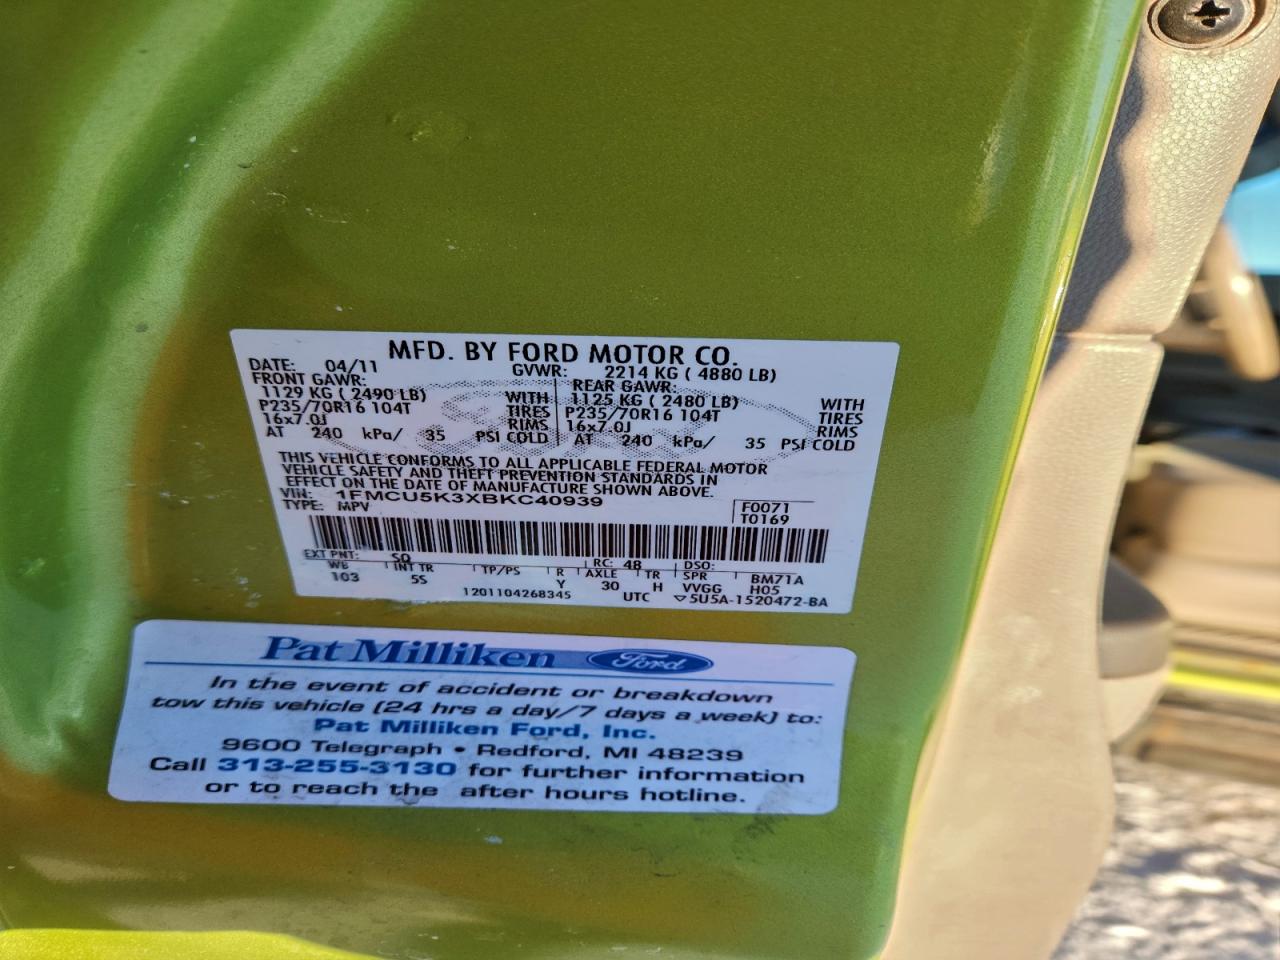 MFD. BY FORD MOTOR CO.
DATE: 04/11 GVWR: 2214 KG ( 4880 LB)
FRONT GAWR: REAR GAWR:
1129 KG ( 2490 LB) WITH 1125 KG ( 2480 LB) WITH
P235/70R16 104T TIRES P235/70R16 104T TIRES
16x7.0J RIMS 16x7.0J RIMS
AT 240 kPa/ 35 PSI COLD AT 240 kPa/ 35 PSI COLD
THIS VEHICLE CONFORMS TO ALL APPLICABLE FEDERAL MOTOR
VEHICLE SAFETY AND THEFT PREVENTION STANDARDS IN
EFFECT ON THE DATE OF MANUFACTURE SHOWN ABOVE.
VIN: 1FMCU5K3XBKC40939 F0071
TYPE: MPV T0169
EXT PNT: SQ RC: 48 DSO:
WB INT TR TP/PS R AXLE TR SPR BM71A
103 5S Y 30 H VVGG H05
1201104268345 UTC ▽5U5A-1520472-BA
Pat Milliken Ford
In the event of accident or breakdown
tow this vehicle (24 hrs a day/7 days a week) to:
Pat Milliken Ford, Inc.
9600 Telegraph • Redford, MI 48239
Call 313-255-3130 for further information
or to reach the after hours hotline.